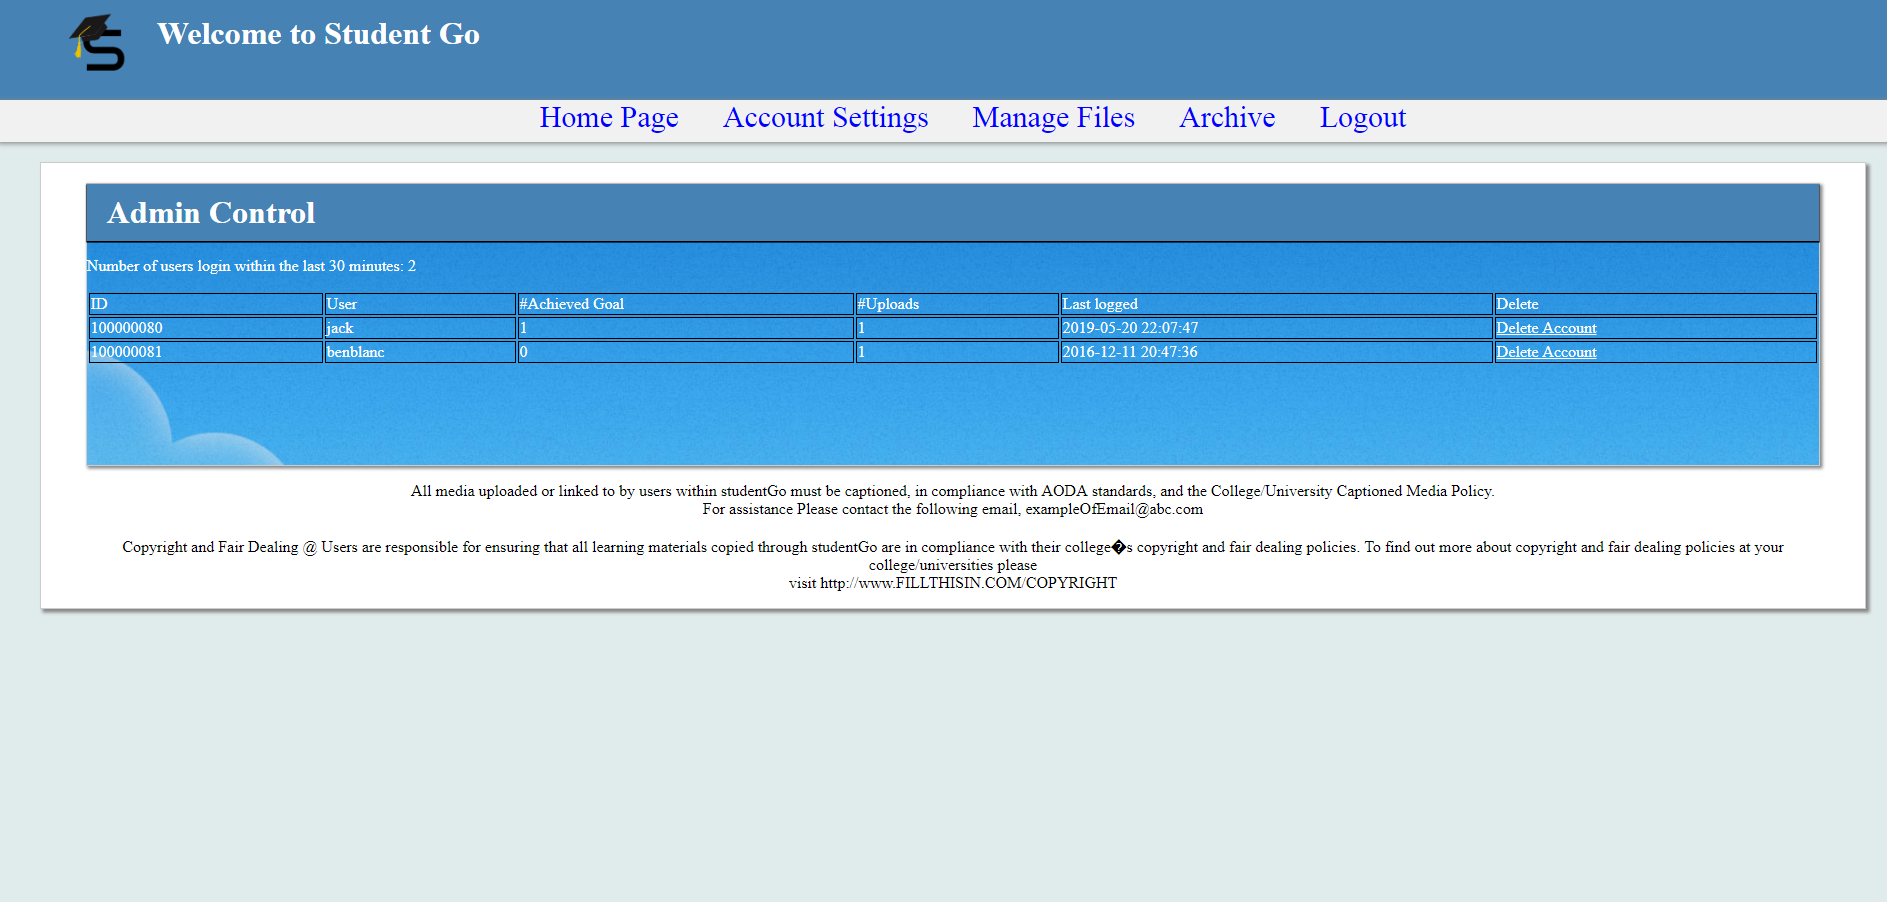 Welcome to Student Go
Home Page Account Settings Manage Files Archive Logout
Admin Control
Number of users login within the last 30 minutes: 2
ID User #Achieved Goal #Uploads Last logged Delete
100000080 jack 1 1 2019-05-20 22:07:47 Delete Account
100000081 benblanc 0 1 2016-12-11 20:47:36 Delete Account
All media uploaded or linked to by users within studentGo must be captioned, in compliance with AODA standards, and the College/University Captioned Media Policy.
For assistance Please contact the following email, exampleOfEmail@abc.com
Copyright and Fair Dealing @ Users are responsible for ensuring that all learning materials copied through studentGo are in compliance with their college�s copyright and fair dealing policies. To find out more about copyright and fair dealing policies at your
college/universities please
visit http://www.FILLTHISIN.COM/COPYRIGHT